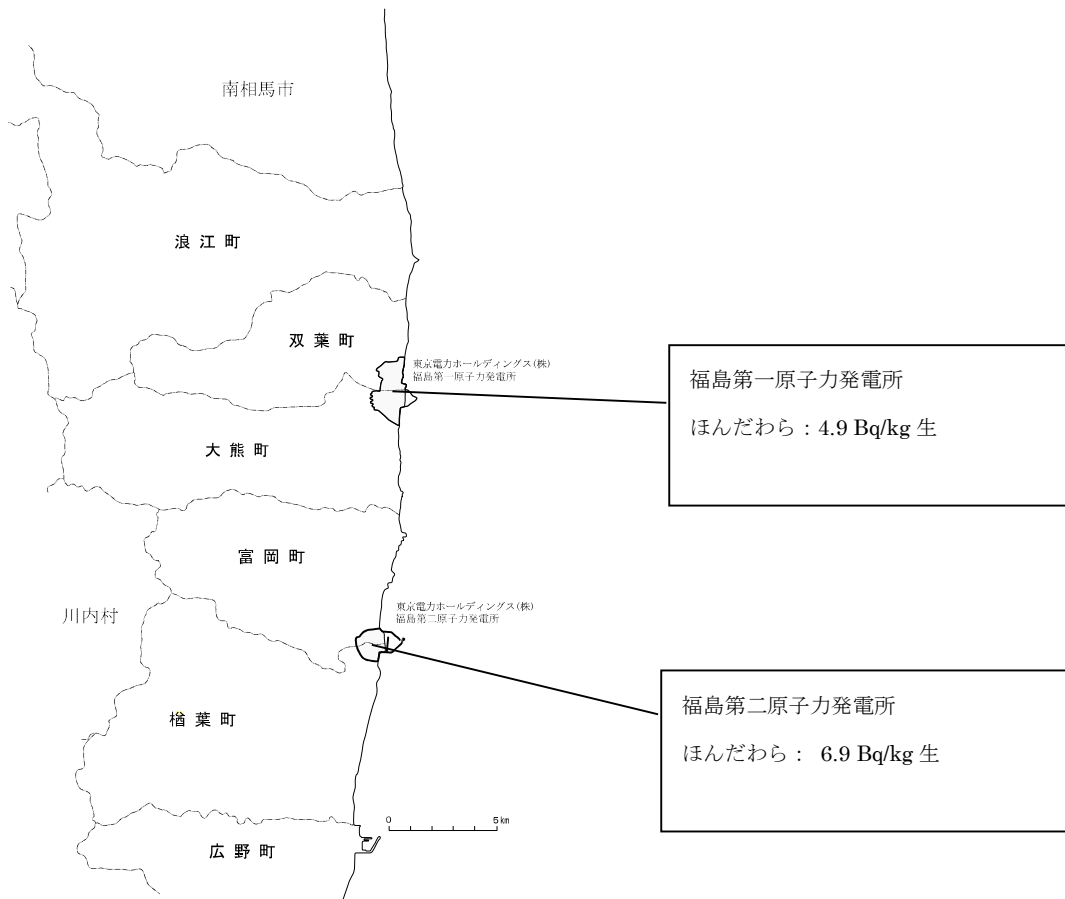 南相馬市
浪江町
双葉町
東京電力ホールディングス(株)
福島第一原子力発電所
福島第一原子力発電所
ほんだわら：4.9 Bq/kg 生
大熊町
富岡町
川内村
東京電力ホールディングス(株)
福島第二原子力発電所
福島第二原子力発電所
ほんだわら： 6.9 Bq/kg 生
楢葉町
0 5km
広野町